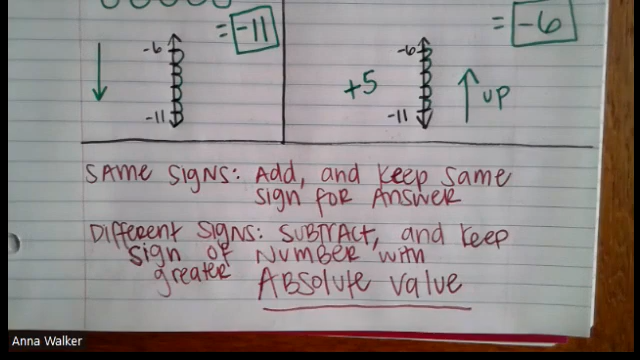 = -11
= -6
-6
-11
+5
-6
-11
UP
SAME SIGNS: ADD, AND KEEP SAME
SIGN FOR ANSWER
DIFFERENT SIGNS: SUBTRACT, AND KEEP
SIGN OF NUMBER WITH
greater ABSOLUTE VALUE
Anna Walker